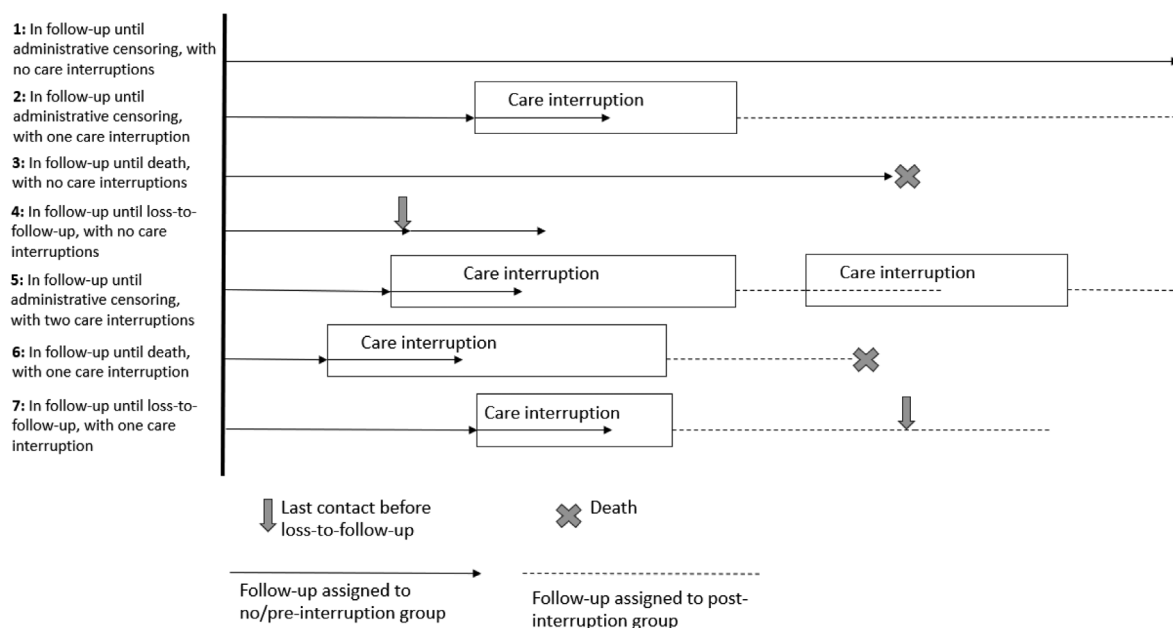 1: In follow-up until
administrative censoring, with
no care interruptions
2: In follow-up until
administrative censoring,
with one care interruption
Care interruption
3: In follow-up until death,
with no care interruptions
4: In follow-up until loss-to-
follow-up, with no care
interruptions
5: In follow-up until
administrative censoring,
with two care interruptions
Care interruption
Care interruption
6: In follow-up until death,
with one care interruption
Care interruption
7: In follow-up until loss-to-
follow-up, with one care
interruption
Care interruption
Last contact before
loss-to-follow-up
Death
Follow-up assigned to
no/pre-interruption group
Follow-up assigned to post-
interruption group